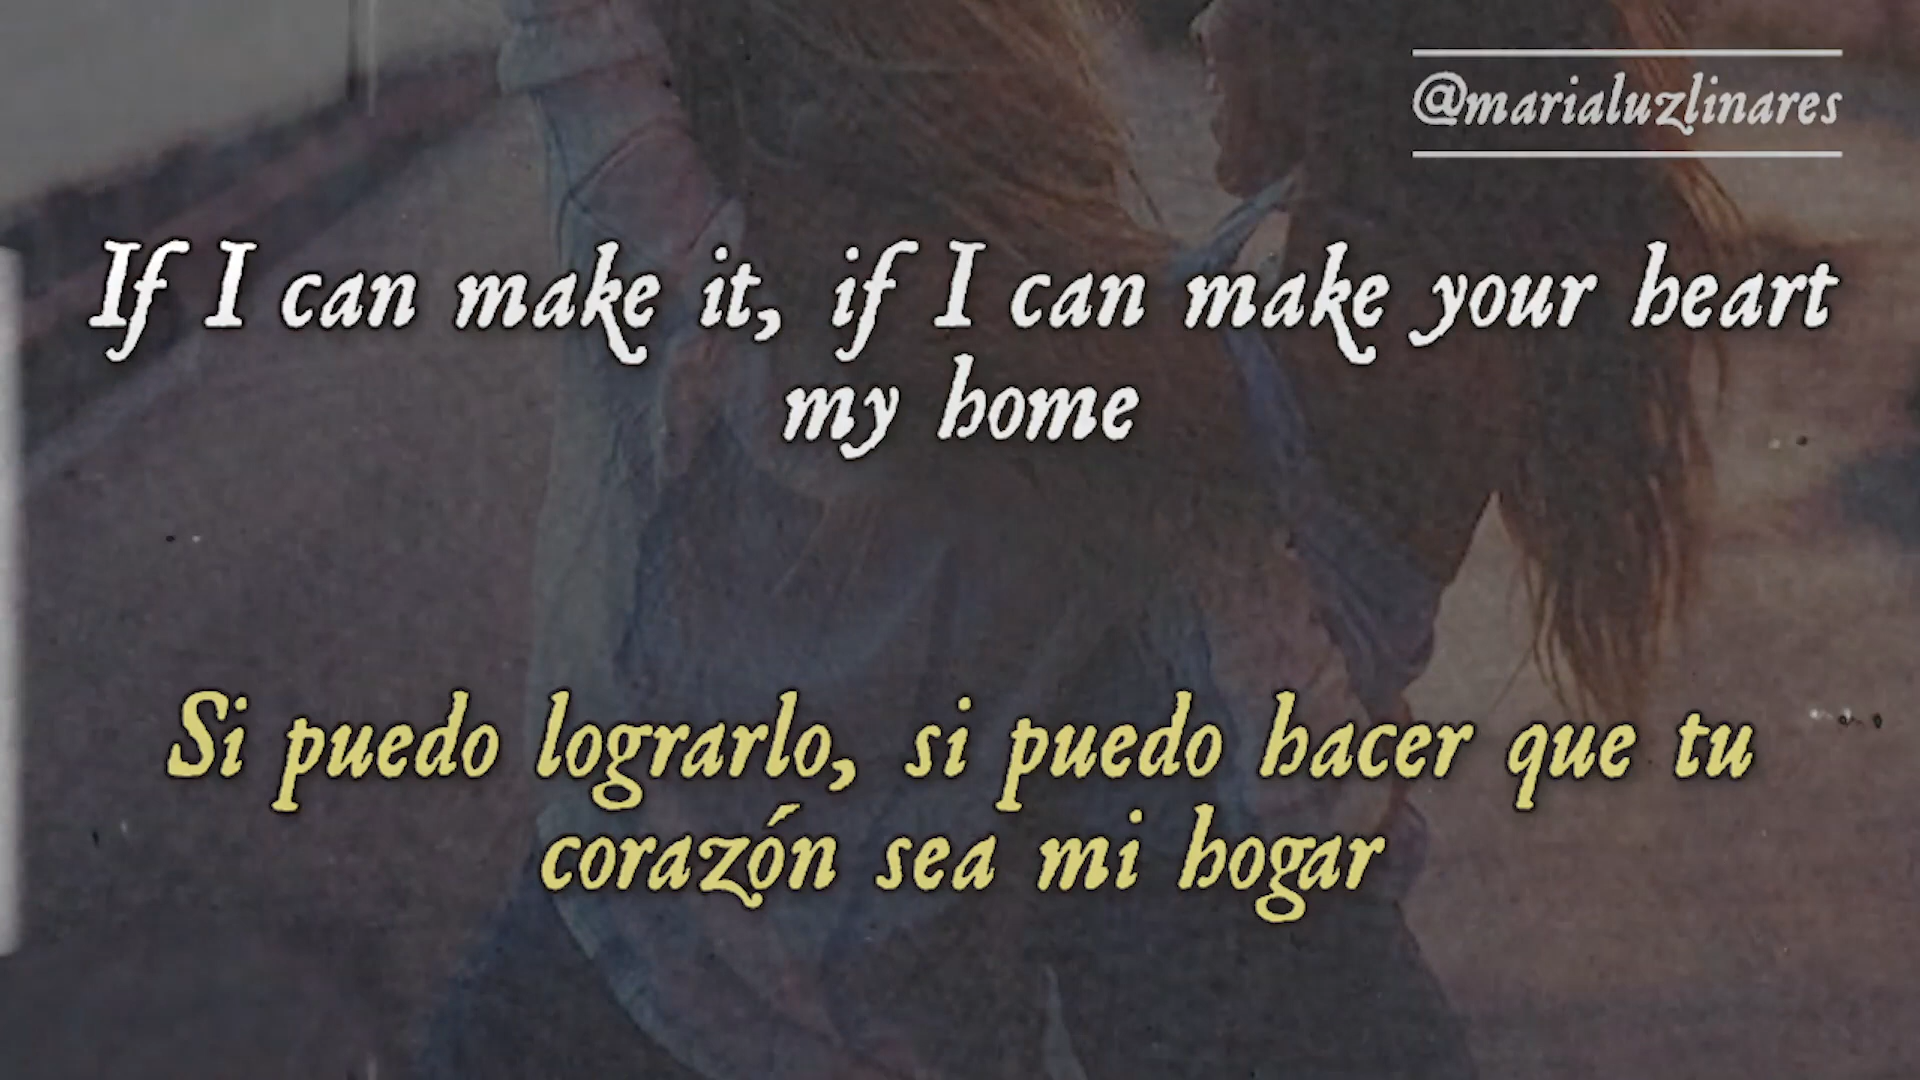 @marialuzlinares
If I can make it, if I can make your heart
my home
Si puedo lograrlo, si puedo hacer que tu
corazón sea mi hogar